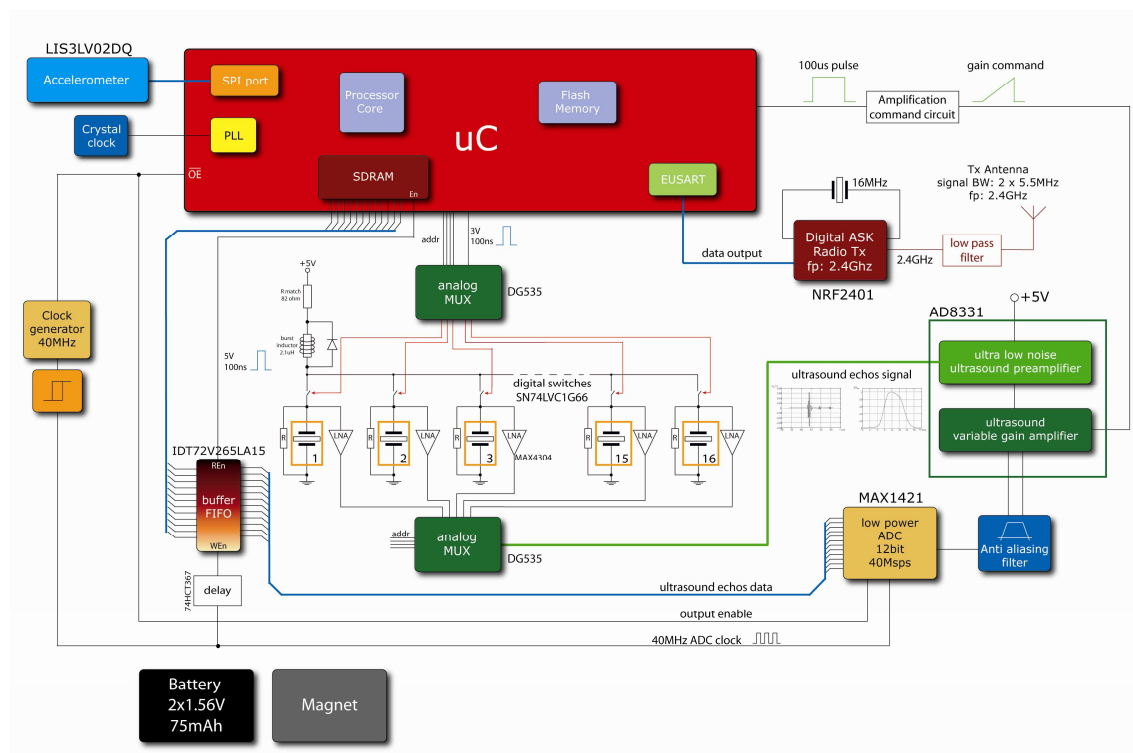 LIS3LV02DQ
Accelerometer
SPI port
Processor
Core
Flash
Memory
100us pulse
gain command
Amplification
command circuit
Crystal
clock
PLL
uC
OE
SDRAM
En
EUSART
16MHz
Tx Antenna
signal BW: 2 x 5.5MHz
fp: 2.4GHz
addr
3V
100ns
data output
Digital ASK
Radio Tx
fp: 2.4Ghz
2.4GHz
low pass
filter
NRF2401
+5V
R match
82 ohm
analog
MUX
DG535
+5V
AD8331
Clock
generator
40MHz
burst
inductor
2.1uH
5V
100ns
ultra low noise
ultrasound preamplifier
ultrasound echos signal
digital switches
SN74LVC1G66
ultrasound
variable gain amplifier
R
1
LNA
R
2
LNA
R
3
LNA
MAX4304
R
15
LNA
R
16
LNA
IDT72V265LA15
REn
buffer
FIFO
WEn
MAX1421
low power
ADC
12bit
40Msps
addr
analog
MUX
DG535
Anti aliasing
filter
74HCT367
delay
ultrasound echos data
output enable
40MHz ADC clock
Battery
2x1.56V
75mAh
Magnet